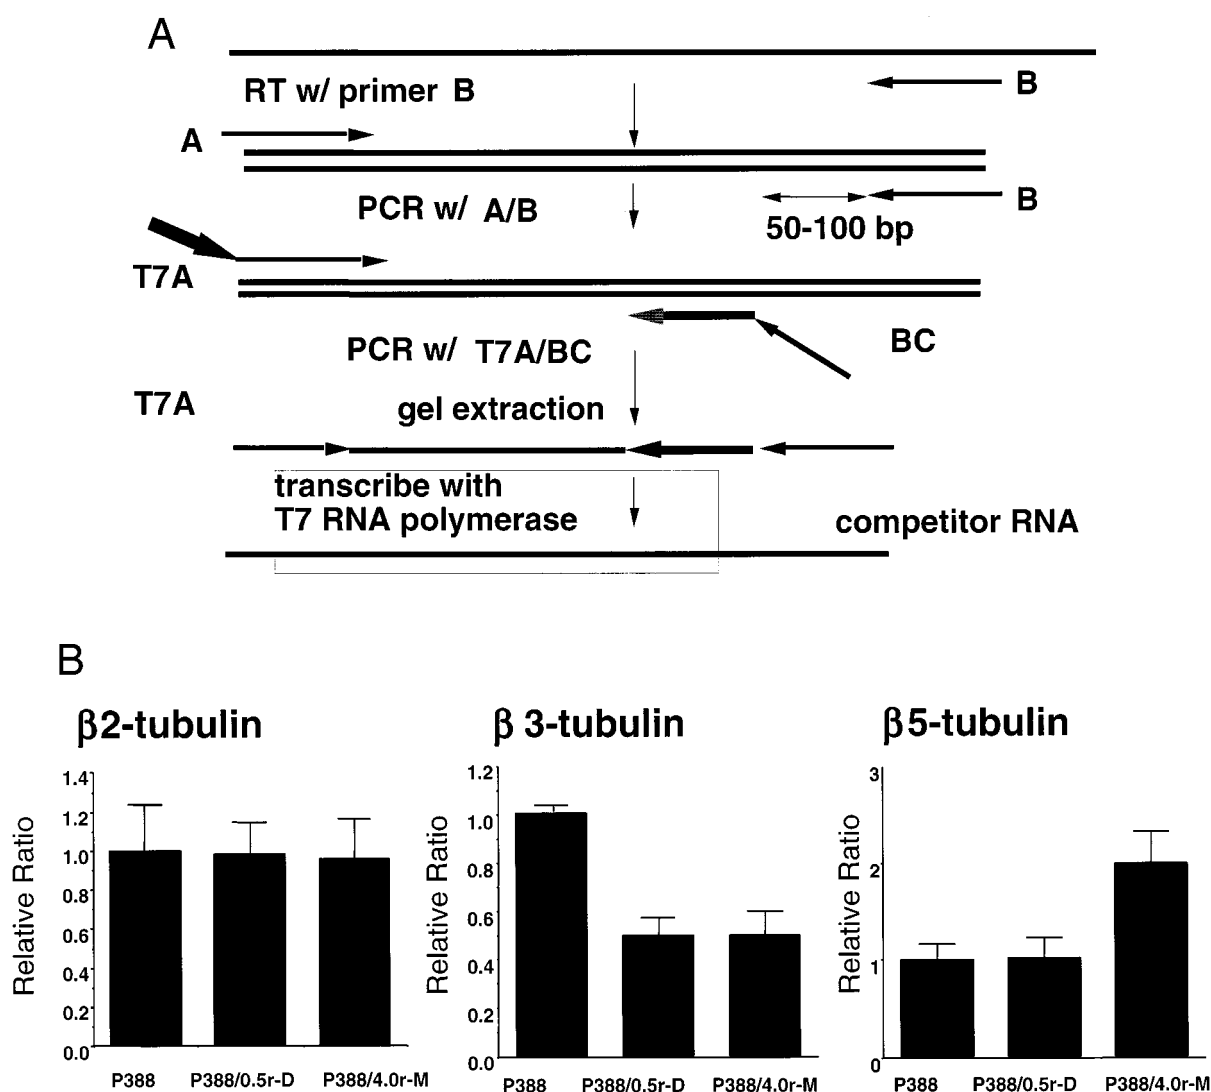 A
RT w/ primer B
B
A
PCR w/ A/B
B
50-100 bp
T7A
PCR w/ T7A/BC
BC
T7A
gel extraction
transcribe with
T7 RNA polymerase
competitor RNA
B
β2-tubulin
Relative Ratio
1.4
1.2
1.0
0.8
0.6
0.4
0.2
0.0
P388 P388/0.5r-D P388/4.0r-M
β 3-tubulin
Relative Ratio
1.2
1.0
0.8
0.6
0.4
0.2
0.0
P388 P388/0.5r-D P388/4.0r-M
β5-tubulin
Relative Ratio
3
2
1
0
P388 P388/0.5r-D P388/4.0r-M